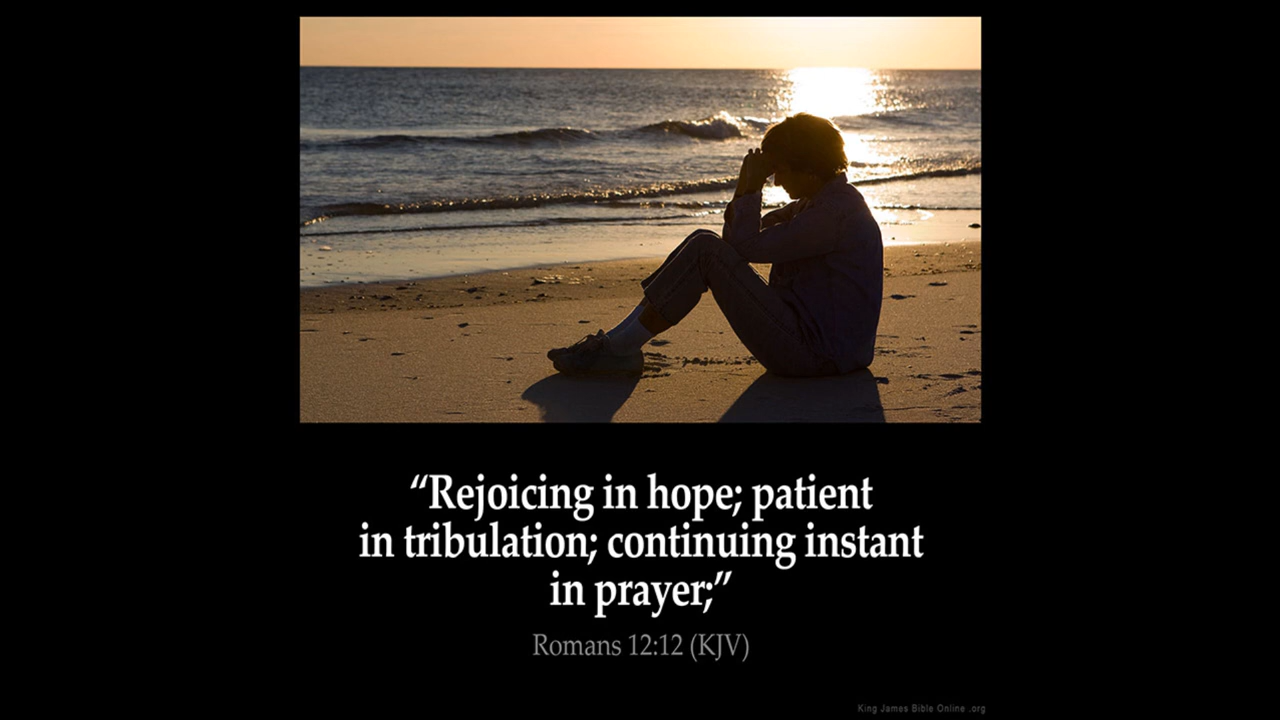 “Rejoicing in hope; patient
in tribulation; continuing instant
in prayer;”
Romans 12:12 (KJV)
King James Bible Online .org